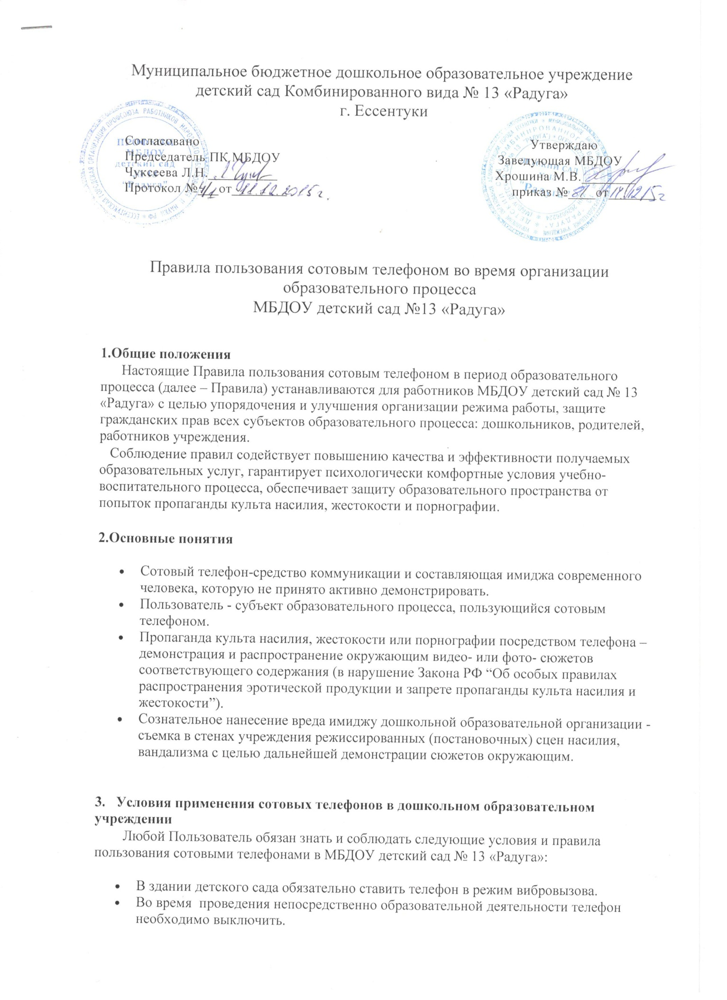 Муниципальное бюджетное дошкольное образовательное учреждение
детский сад Комбинированного вида № 13 «Радуга»
г. Ессентуки
Согласовано
Председатель ПК МБДОУ
Чуксеева Л.Н.
Протокол № 4/1 от 11.12.2015г.
Утверждаю
Заведующая МБДОУ
Хрошина М.В.
приказ № 81 от 14.12 15г
Правила пользования сотовым телефоном во время организации
образовательного процесса
МБДОУ детский сад №13 «Радуга»
1.Общие положения
Настоящие Правила пользования сотовым телефоном в период образовательного
процесса (далее – Правила) устанавливаются для работников МБДОУ детский сад № 13
«Радуга» с целью упорядочения и улучшения организации режима работы, защите
гражданских прав всех субъектов образовательного процесса: дошкольников, родителей,
работников учреждения.
Соблюдение правил содействует повышению качества и эффективности получаемых
образовательных услуг, гарантирует психологически комфортные условия учебно-
воспитательного процесса, обеспечивает защиту образовательного пространства от
попыток пропаганды культа насилия, жестокости и порнографии.
2.Основные понятия
• Сотовый телефон-средство коммуникации и составляющая имиджа современного
человека, которую не принято активно демонстрировать.
• Пользователь - субъект образовательного процесса, пользующийся сотовым
телефоном.
• Пропаганда культа насилия, жестокости или порнографии посредством телефона –
демонстрация и распространение окружающим видео- или фото- сюжетов
соответствующего содержания (в нарушение Закона РФ “Об особых правилах
распространения эротической продукции и запрете пропаганды культа насилия и
жестокости”).
• Сознательное нанесение вреда имиджу дошкольной образовательной организации -
съемка в стенах учреждения режиссированных (постановочных) сцен насилия,
вандализма с целью дальнейшей демонстрации сюжетов окружающим.
3. Условия применения сотовых телефонов в дошкольном образовательном
учреждении
Любой Пользователь обязан знать и соблюдать следующие условия и правила
пользования сотовыми телефонами в МБДОУ детский сад № 13 «Радуга»:
• В здании детского сада обязательно ставить телефон в режим вибровызова.
• Во время проведения непосредственно образовательной деятельности телефон
необходимо выключить.